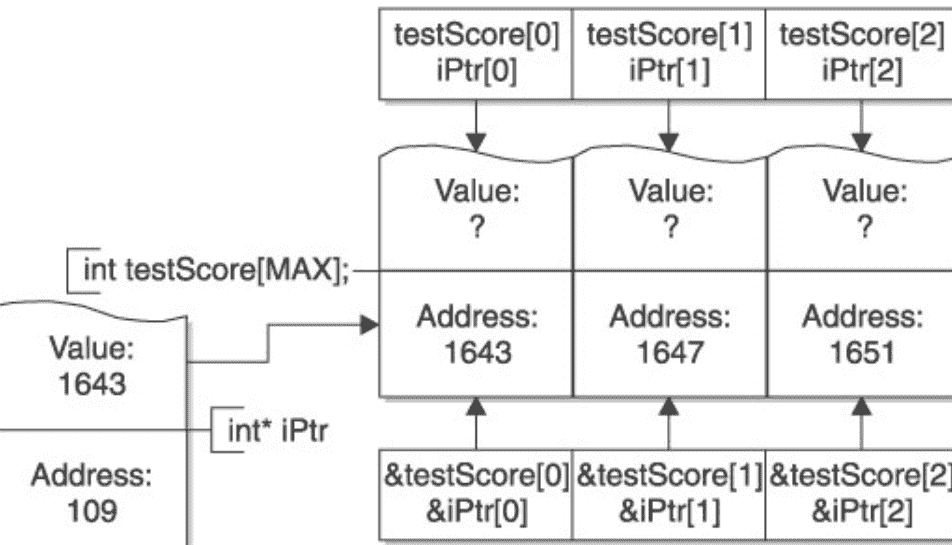 testScore[0] testScore[1] testScore[2]
iPtr[0] iPtr[1] iPtr[2]
Value: Value: Value:
? ? ?
int testScore[MAX];
Address: Address: Address:
1643 1647 1651
Value:
1643
int* iPtr
Address:
109
&testScore[0] &testScore[1] &testScore[2]
&iPtr[0] &iPtr[1] &iPtr[2]